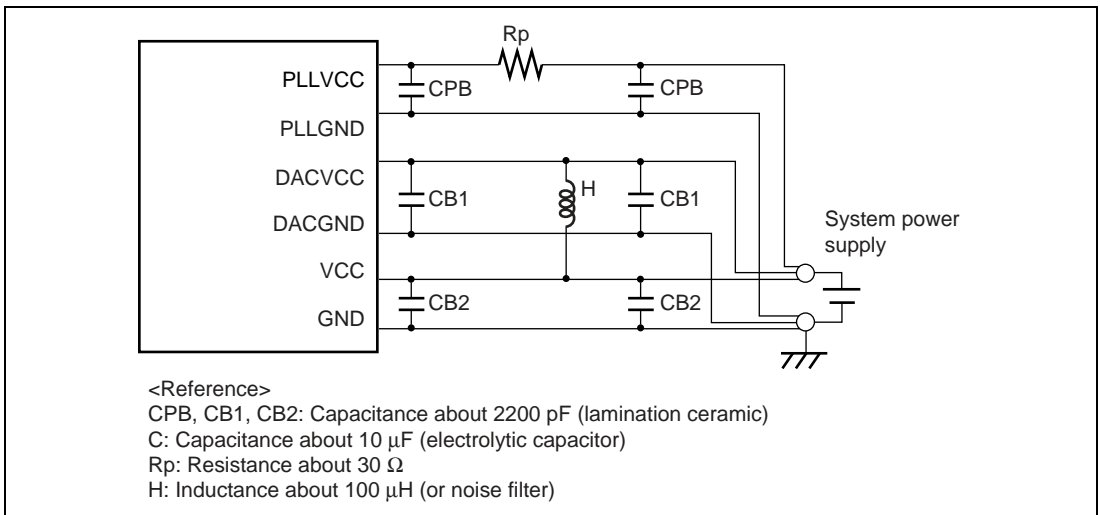 Rp
PLLVCC
CPB
CPB
PLLGND
DACVCC
H
CB1
CB1
DACGND
System power
supply
VCC
CB2
CB2
GND
<Reference>
CPB, CB1, CB2: Capacitance about 2200 pF (lamination ceramic)
C: Capacitance about 10 μF (electrolytic capacitor)
Rp: Resistance about 30 Ω
H: Inductance about 100 μH (or noise filter)